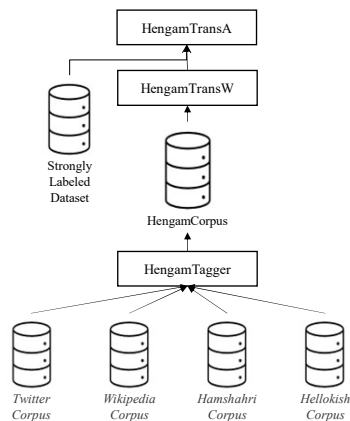 HengamTransA
HengamTransW
Strongly
Labeled
Dataset
HengamCorpus
HengamTagger
Twitter
Corpus
Wikipedia
Corpus
Hamshahri
Corpus
Hellokish
Corpus